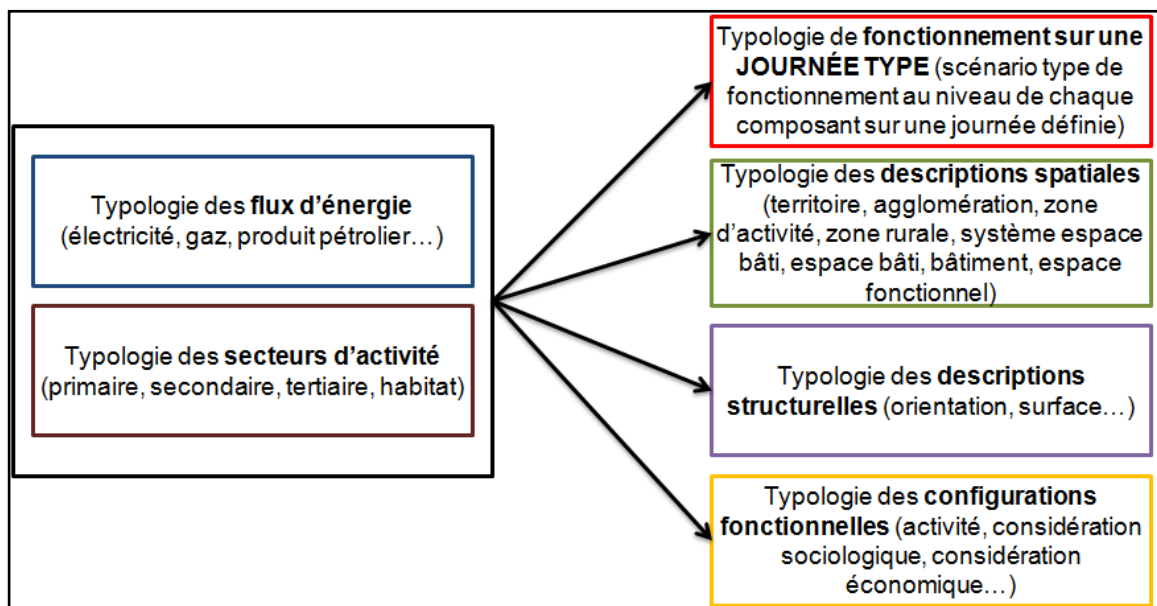 Typologie des flux d'énergie
(électricité, gaz, produit pétrolier…)
Typologie des secteurs d'activité
(primaire, secondaire, tertiaire, habitat)
Typologie de fonctionnement sur une
JOURNÉE TYPE (scénario type de
fonctionnement au niveau de chaque
composant sur une journée définie)
Typologie des descriptions spatiales
(territoire, agglomération, zone
d'activité, zone rurale, système espace
bâti, espace bâti, bâtiment, espace
fonctionnel)
Typologie des descriptions
structurelles (orientation, surface…)
Typologie des configurations
fonctionnelles (activité, considération
sociologique, considération
économique…)